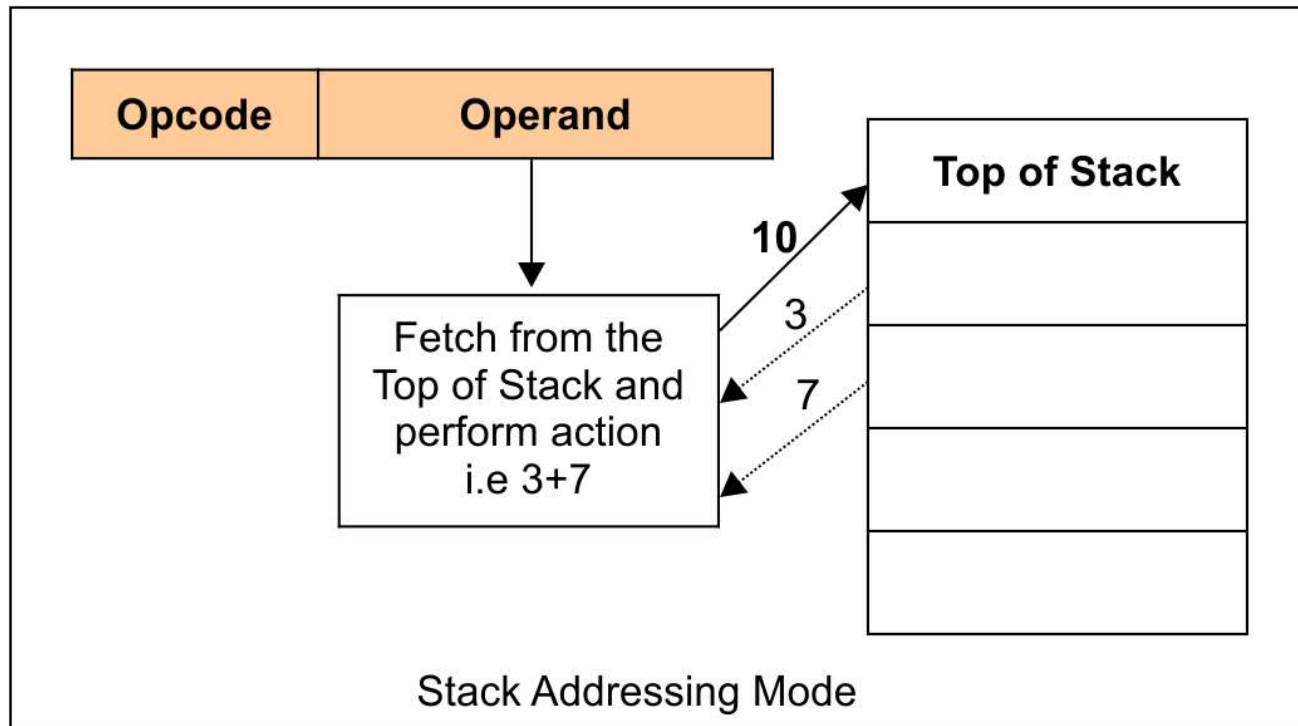 Opcode
Operand
Top of Stack
10
3
7
Fetch from the
Top of Stack and
perform action
i.e 3+7
Stack Addressing Mode